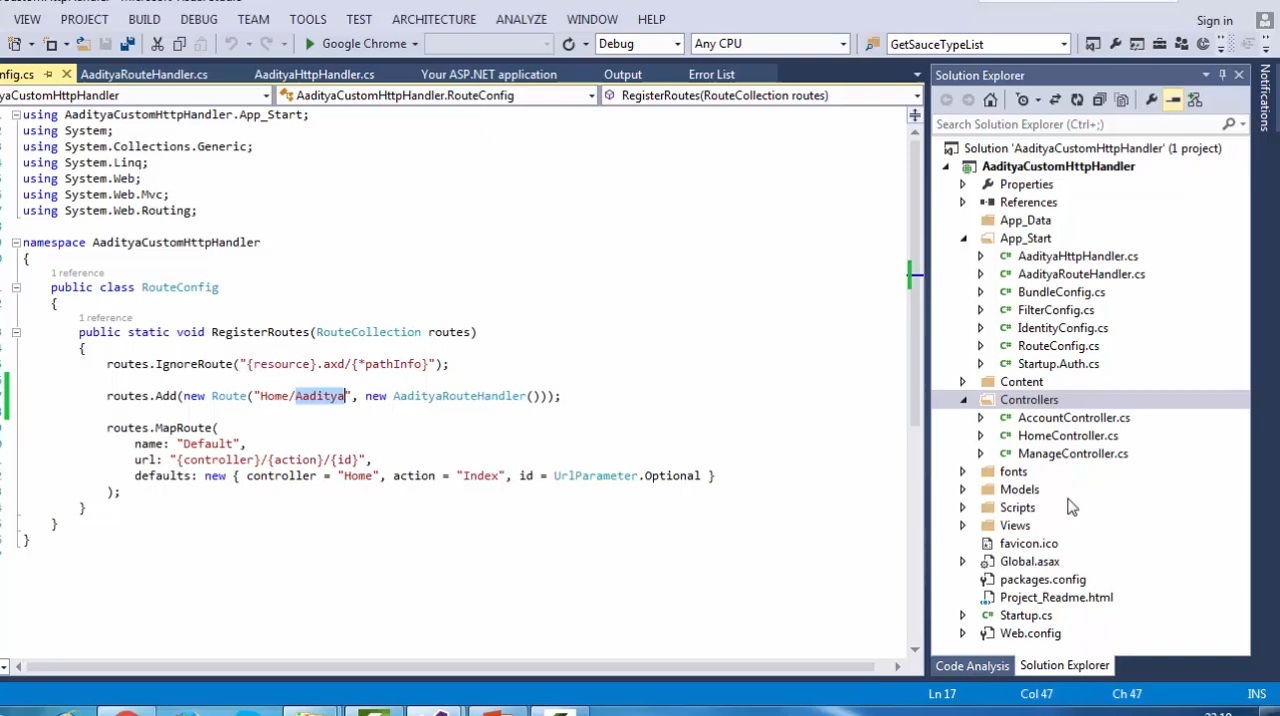 VIEW PROJECT BUILD DEBUG TEAM TOOLS TEST ARCHITECTURE ANALYZE WINDOW HELP Sign in
Google Chrome Debug Any CPU GetSauceTypeList
nfig.cs AadityaRouteHandler.cs AadityaHttpHandler.cs Your ASP.NET application Output Error List
yaCustomHttpHandler AadityaCustomHttpHandler.RouteConfig RegisterRoutes(RouteCollection routes)
using AadityaCustomHttpHandler.App_Start;
using System;
using System.Collections.Generic;
using System.Linq;
using System.Web;
using System.Web.Mvc;
using System.Web.Routing;
namespace AadityaCustomHttpHandler
{
1 reference
public class RouteConfig
{
1 reference
public static void RegisterRoutes(RouteCollection routes)
{
routes.IgnoreRoute("{resource}.axd/{*pathInfo}");
routes.Add(new Route("Home/Aaditya", new AadityaRouteHandler()));
routes.MapRoute(
name: "Default",
url: "{controller}/{action}/{id}",
defaults: new { controller = "Home", action = "Index", id = UrlParameter.Optional }
);
}
}
}
Solution Explorer
Search Solution Explorer (Ctrl+;)
Solution 'AadityaCustomHttpHandler' (1 project)
AadityaCustomHttpHandler
Properties
References
App_Data
App_Start
C# AadityaHttpHandler.cs
C# AadityaRouteHandler.cs
C# BundleConfig.cs
C# FilterConfig.cs
C# IdentityConfig.cs
C# RouteConfig.cs
C# Startup.Auth.cs
Content
Controllers
C# AccountController.cs
C# HomeController.cs
C# ManageController.cs
fonts
Models
Scripts
Views
favicon.ico
Global.asax
packages.config
Project_Readme.html
C# Startup.cs
Web.config
Code Analysis Solution Explorer
Notifications
Ln 17 Col 47 Ch 47 INS